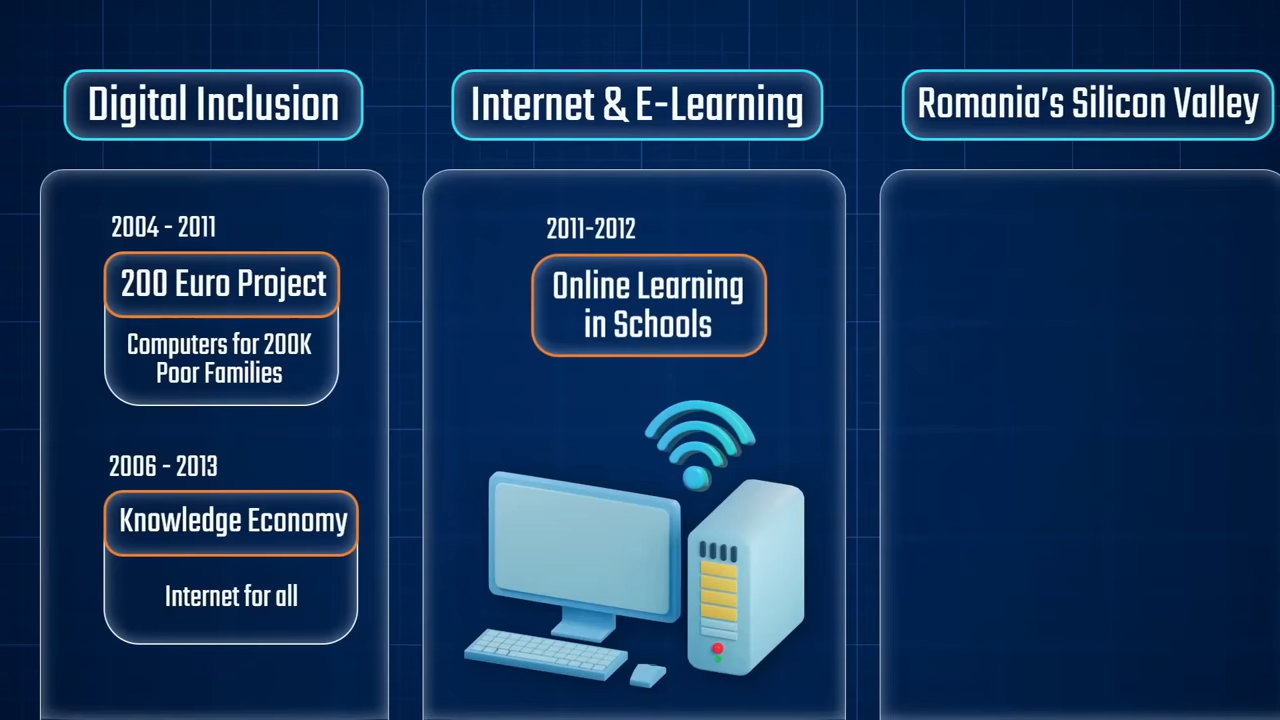 Digital Inclusion
Internet & E-Learning
Romania's Silicon Valley
2004 - 2011
200 Euro Project
Computers for 200K
Poor Families
2006 - 2013
Knowledge Economy
Internet for all
2011-2012
Online Learning
in Schools